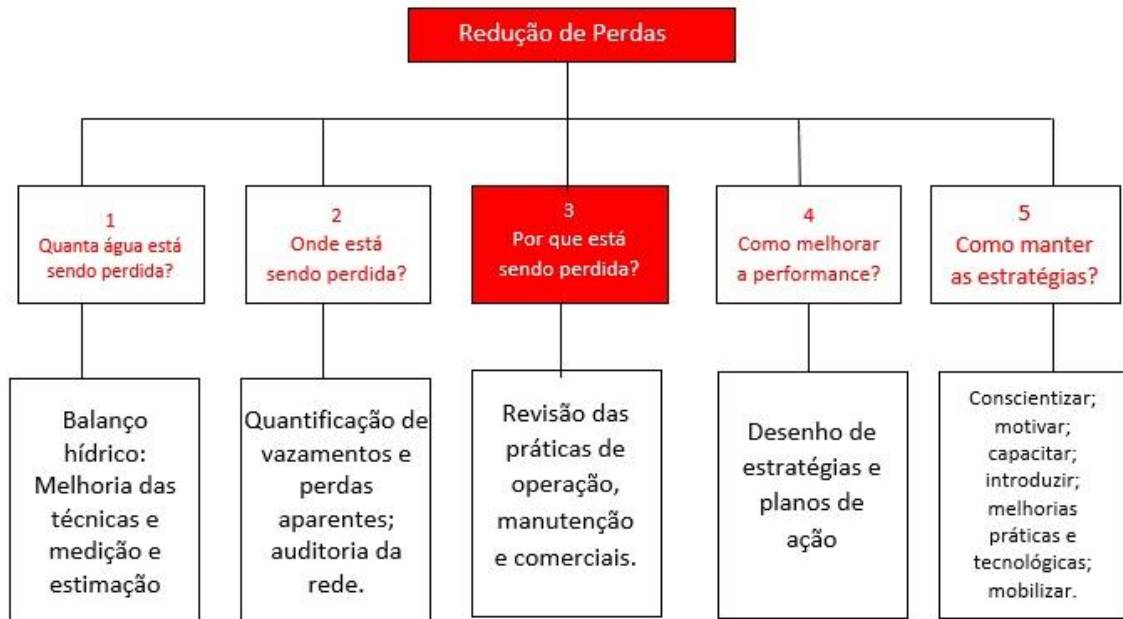 Redução de Perdas
1
Quanta água está
sendo perdida?
2
Onde está
sendo perdida?
3
Por que está
sendo perdida?
4
Como melhorar
a performance?
5
Como manter
as estratégias?
Balanço
hídrico:
Melhoria das
técnicas e
medição e
estimação
Quantificação de
vazamentos e
perdas
aparentes;
auditoria da
rede.
Revisão das
práticas de
operação,
manutenção
e comerciais.
Desenho de
estratégias e
planos de
ação
Conscientizar;
motivar;
capacitar;
introduzir;
melhorias
práticas e
tecnológicas;
mobilizar.